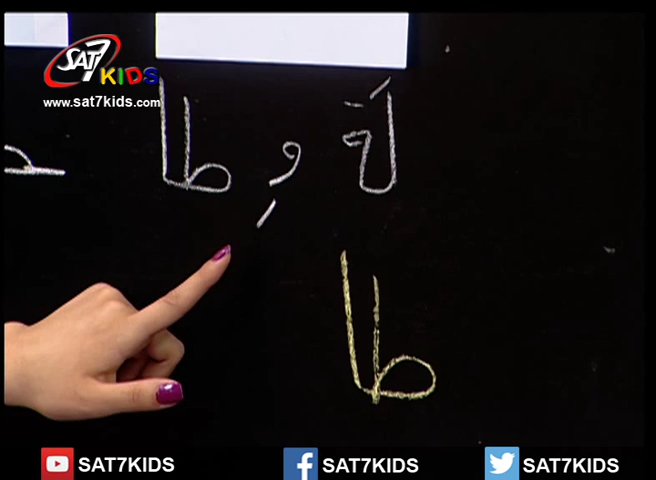 SAT7 KIDS
www.sat7kids.com
لَة وِ طا
طا
SAT7KIDS SAT7KIDS SAT7KIDS